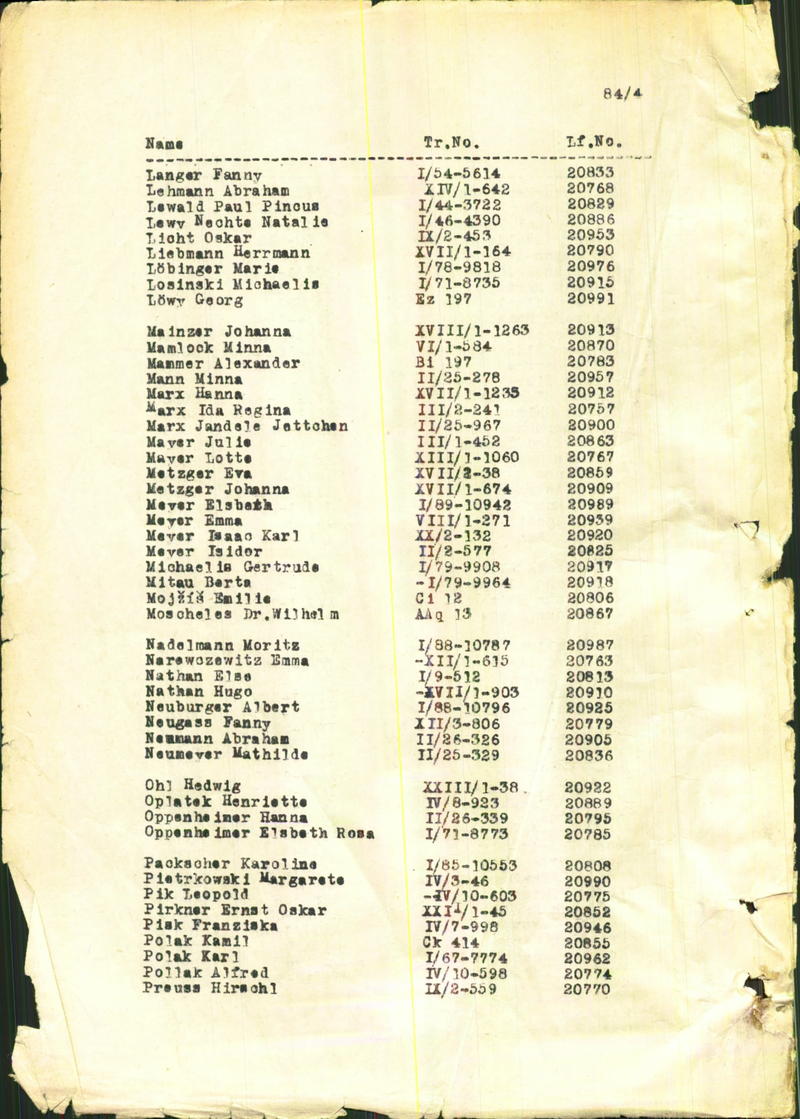 84/4
Name Tr.No. Lf.No.
Langer Fanny I/54-5614 20833
Lehmann Abraham XIV/1-642 20768
Lewald Paul Pincus I/44-3722 20829
Lewy Nechte Natalie I/46-4390 20886
Licht Oskar IX/2-453 20953
Liebmann Herrmann XVII/1-164 20790
Löbinger Marie I/78-9818 20976
Losinski Michaelis I/71-8735 20915
Löwy Georg Ez 197 20991
Mainzer Johanna XVIII/1-1263 20913
Mamlock Minna VI/1-584 20870
Mammer Alexander Bi 197 20783
Mann Minna II/25-278 20957
Marx Hanna XVII/1-1235 20912
Marx Ida Regina III/2-241 20757
Marx Jandele Jettchen II/25-967 20900
Mayer Julie III/1-452 20863
Mayer Lotte XIII/1-1060 20767
Metzger Eva XVII/2-38 20859
Metzger Johanna XVII/1-674 20909
Meyer Elsbeth I/89-10942 20989
Meyer Emma VIII/1-271 20939
Meyer Isaac Karl XX/2-132 20920
Meyer Isidor II/2-577 20825
Michaelis Gertrude I/79-9908 20917
Mitau Berta -I/79-9964 20918
Mojžíš Emilie Ci 12 20806
Moscheles Dr.Wilhelm AAq 13 20867
Nadelmann Moritz I/88-10787 20987
Narewczewitz Emma -XII/1-615 20763
Nathan Else I/9-512 20813
Nathan Hugo -XVII/1-903 20910
Neuburger Albert I/88-10796 20925
Neugass Fanny XII/3-806 20779
Neumann Abraham II/26-326 20905
Neumeyer Mathilde II/25-329 20836
Ohl Hedwig XXIII/1-38. 20922
Oplatek Henriette IV/8-923 20889
Oppenheimer Hanna II/26-339 20795
Oppenheimer Elsbeth Rosa I/71-8773 20785
Packscher Karoline I/85-10553 20808
Pietrkowski Margarete IV/3-46 20990
Pik Leopold -IV/10-603 20775
Pirkner Ernst Oskar XXII/1-45 20852
Pisk Franziska IV/7-998 20946
Polak Kamil Ck 414 20855
Polak Karl I/67-7774 20962
Pollak Alfred IV/10-598 20774
Preuss Hirschl IX/2-559 20770